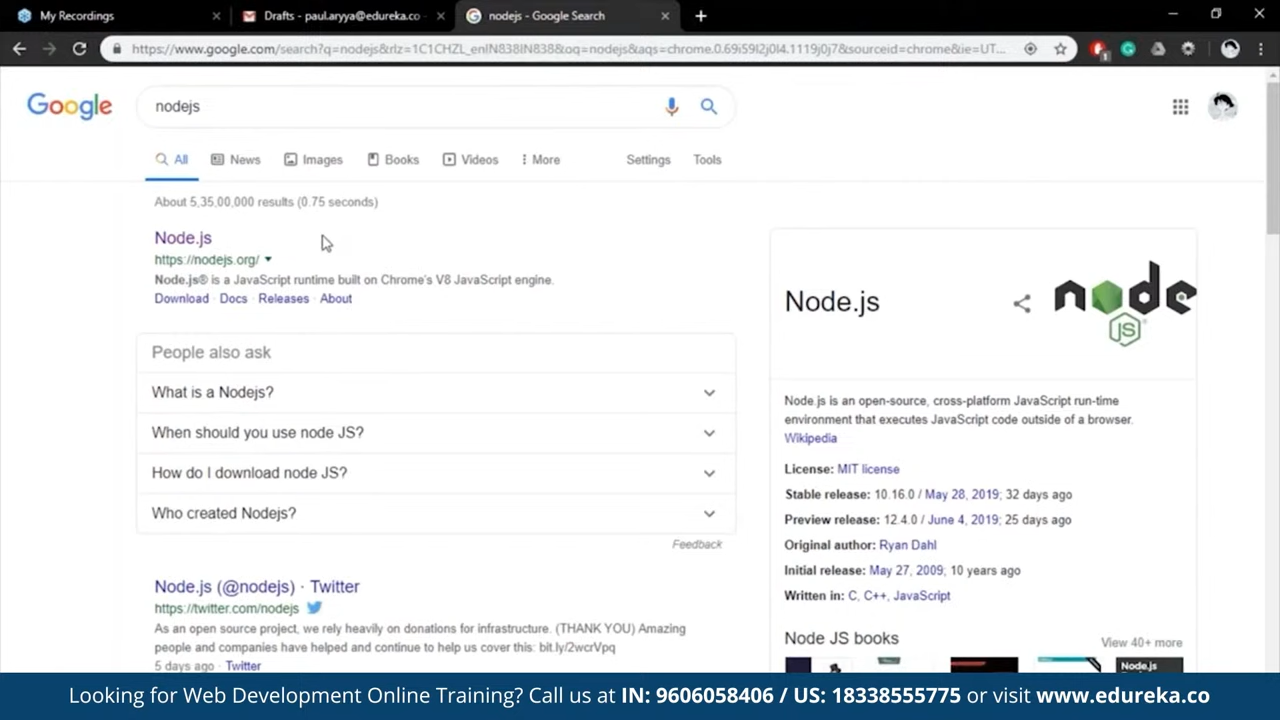 My Recordings
Drafts - paul.aryya@edureka.co
nodejs - Google Search
https://www.google.com/search?q=nodejs&rlz=1C1CHZL_enIN838IN838&oq=nodejs&aqs=chrome.0.69i59l2j0l4.1119j0j7&sourceid=chrome&ie=UT...
Google
nodejs
All
News
Images
Books
Videos
More
Settings
Tools
About 5,35,00,000 results (0.75 seconds)
Node.js
https://nodejs.org/
Node.js® is a JavaScript runtime built on Chrome's V8 JavaScript engine.
Download · Docs · Releases · About
People also ask
What is a Nodejs?
When should you use node JS?
How do I download node JS?
Who created Nodejs?
Feedback
Node.js (@nodejs) · Twitter
https://twitter.com/nodejs
As an open source project, we rely heavily on donations for infrastructure. (THANK YOU) Amazing
people and companies have helped and continue to help us cover this: bit.ly/2wcrVpq
5 days ago · Twitter
Node.js
node
JS
Node.js is an open-source, cross-platform JavaScript run-time
environment that executes JavaScript code outside of a browser.
Wikipedia
License: MIT license
Stable release: 10.16.0 / May 28, 2019; 32 days ago
Preview release: 12.4.0 / June 4, 2019; 25 days ago
Original author: Ryan Dahl
Initial release: May 27, 2009; 10 years ago
Written in: C, C++, JavaScript
Node JS books
View 40+ more
Node.js
Looking for Web Development Online Training? Call us at IN: 9606058406 / US: 18338555775 or visit www.edureka.co